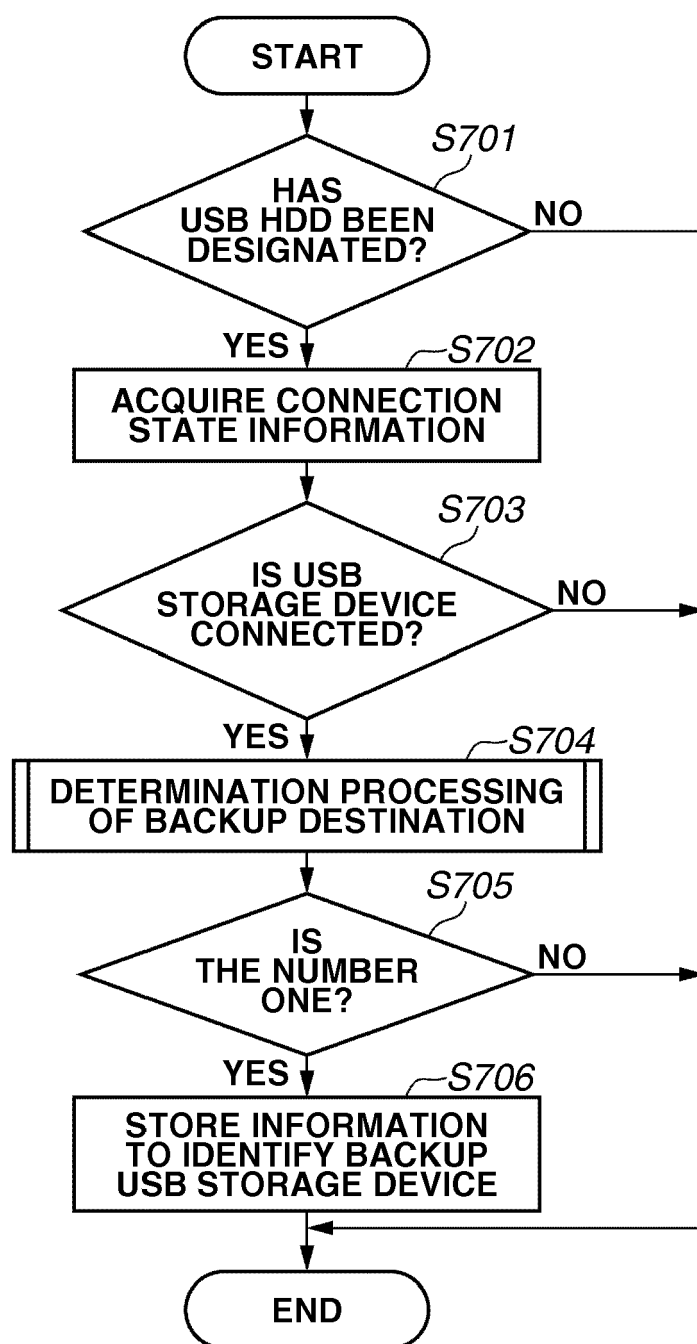 START
S701
HAS
USB HDD BEEN
DESIGNATED?
NO
YES
S702
ACQUIRE CONNECTION
STATE INFORMATION
S703
IS USB
STORAGE DEVICE
CONNECTED?
NO
YES
S704
DETERMINATION PROCESSING
OF BACKUP DESTINATION
S705
IS
THE NUMBER
ONE?
NO
YES
S706
STORE INFORMATION
TO IDENTIFY BACKUP
USB STORAGE DEVICE
END